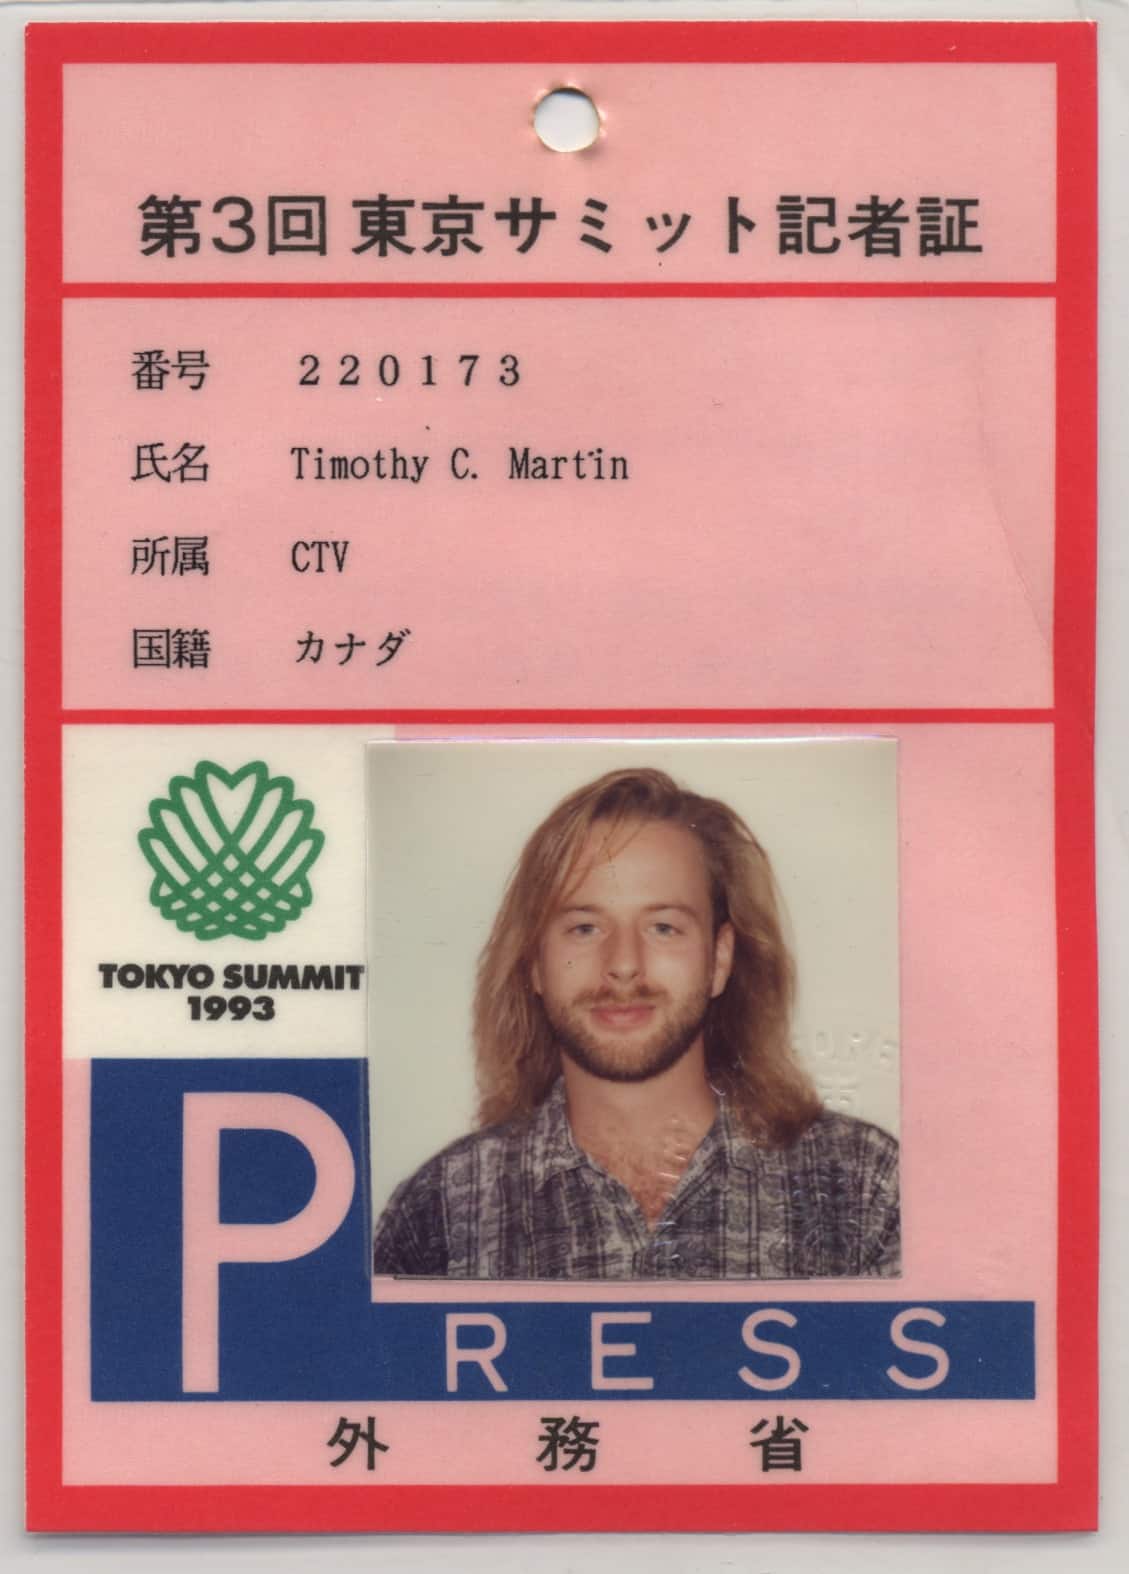 第3回 東京サミット記者証
番号 220173
氏名 Timothy C. Martin
所属 CTV
国籍 カナダ
TOKYO SUMMIT
1993
PRESS
外務省